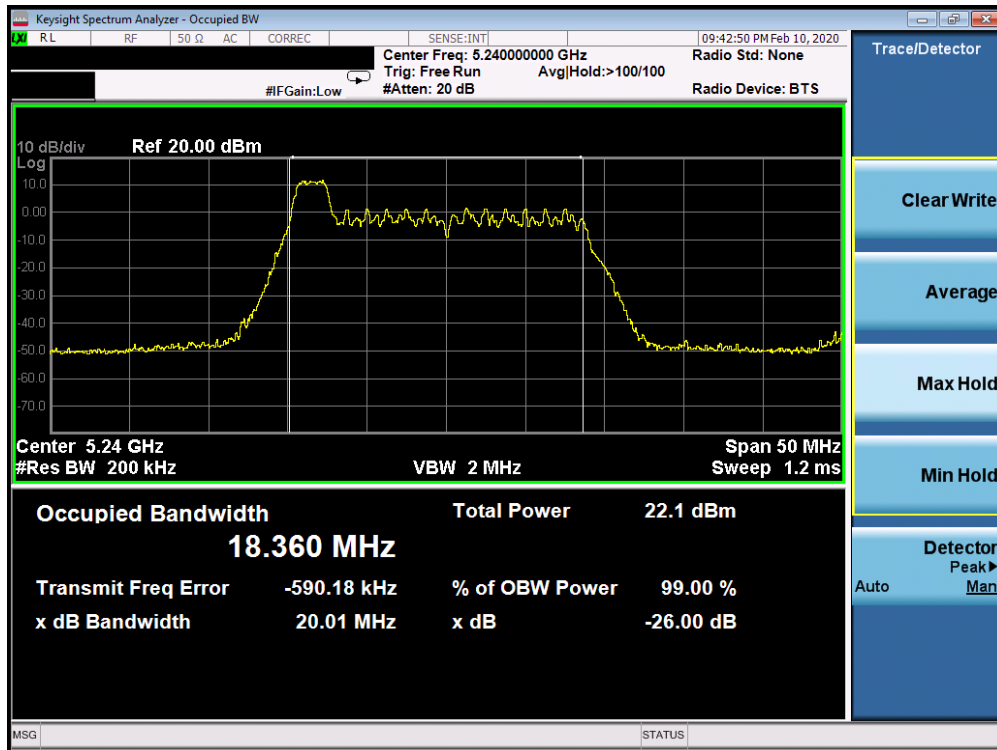 Keysight Spectrum Analyzer - Occupied BW
LXI RL RF 50 Ω AC CORREC SENSE:INT 09:42:50 PM Feb 10, 2020
Center Freq: 5.240000000 GHz Radio Std: None
Trig: Free Run Avg|Hold:>100/100
#IFGain:Low #Atten: 20 dB Radio Device: BTS
10 dB/div Ref 20.00 dBm
Log
10.0
0.00
-10.0
-20.0
-30.0
-40.0
-50.0
-60.0
-70.0
Center 5.24 GHz Span 50 MHz
#Res BW 200 kHz VBW 2 MHz Sweep 1.2 ms
Occupied Bandwidth Total Power 22.1 dBm
18.360 MHz
Transmit Freq Error -590.18 kHz % of OBW Power 99.00 %
x dB Bandwidth 20.01 MHz x dB -26.00 dB
MSG STATUS
Trace/Detector
Clear Write
Average
Max Hold
Min Hold
Detector
Peak▶
Auto Man